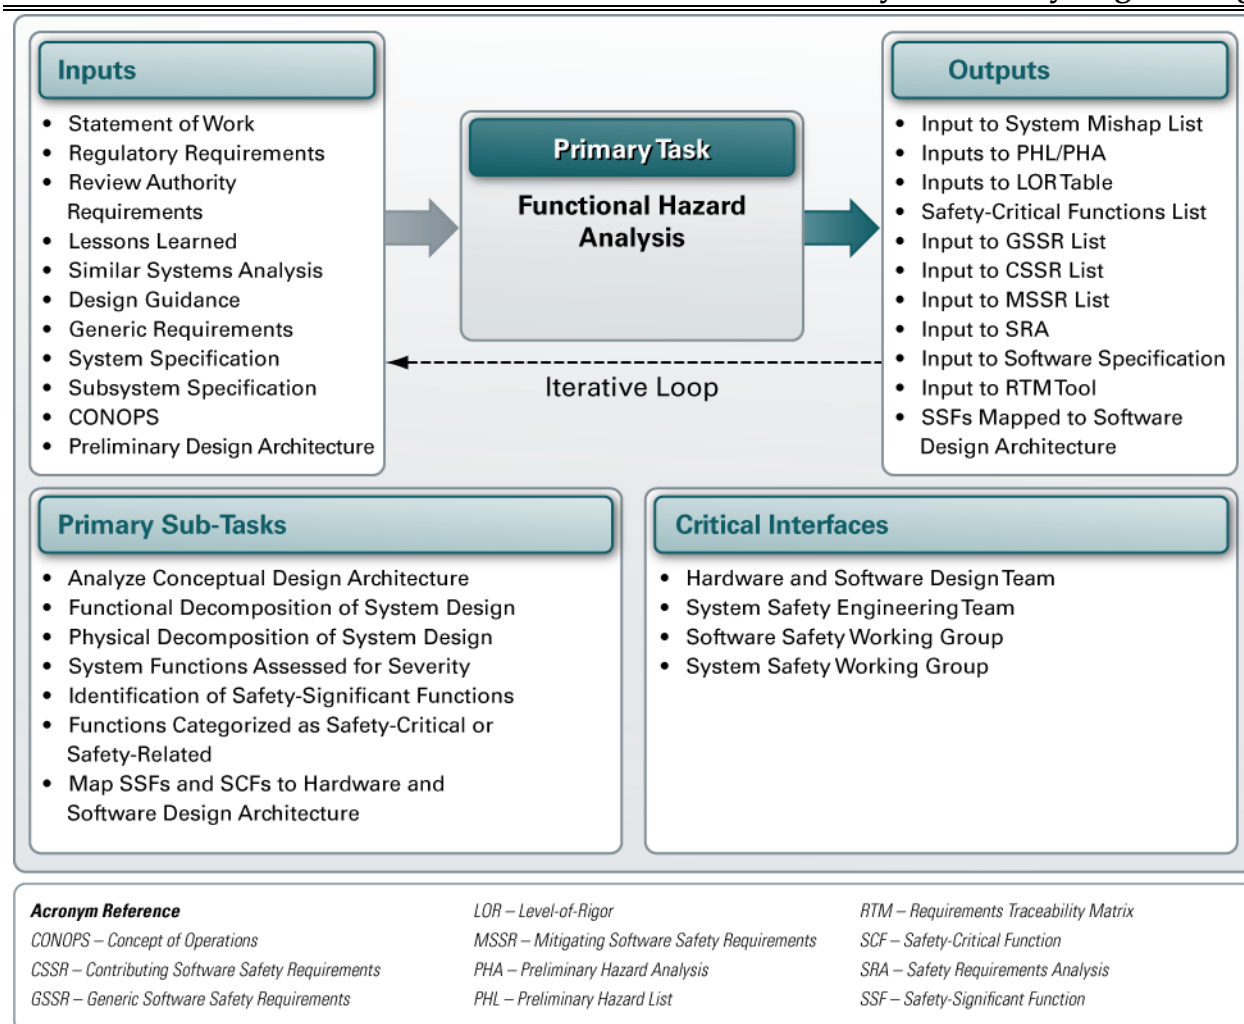 Inputs
• Statement of Work
• Regulatory Requirements
• Review Authority
Requirements
• Lessons Learned
• Similar Systems Analysis
• Design Guidance
• Generic Requirements
• System Specification
• Subsystem Specification
• CONOPS
• Preliminary Design Architecture
Primary Task
Functional Hazard
Analysis
Outputs
• Input to System Mishap List
• Inputs to PHL/PHA
• Inputs to LOR Table
• Safety-Critical Functions List
• Input to GSSR List
• Input to CSSR List
• Input to MSSR List
• Input to SRA
• Input to Software Specification
• Input to RTM Tool
• SSFs Mapped to Software
Design Architecture
Iterative Loop
Primary Sub-Tasks
• Analyze Conceptual Design Architecture
• Functional Decomposition of System Design
• Physical Decomposition of System Design
• System Functions Assessed for Severity
• Identification of Safety-Significant Functions
• Functions Categorized as Safety-Critical or
Safety-Related
• Map SSFs and SCFs to Hardware and
Software Design Architecture
Critical Interfaces
• Hardware and Software Design Team
• System Safety Engineering Team
• Software Safety Working Group
• System Safety Working Group
Acronym Reference
CONOPS – Concept of Operations
CSSR – Contributing Software Safety Requirements
GSSR – Generic Software Safety Requirements
LOR – Level-of-Rigor
MSSR – Mitigating Software Safety Requirements
PHA – Preliminary Hazard Analysis
PHL – Preliminary Hazard List
RTM – Requirements Traceability Matrix
SCF – Safety-Critical Function
SRA – Safety Requirements Analysis
SSF – Safety-Significant Function